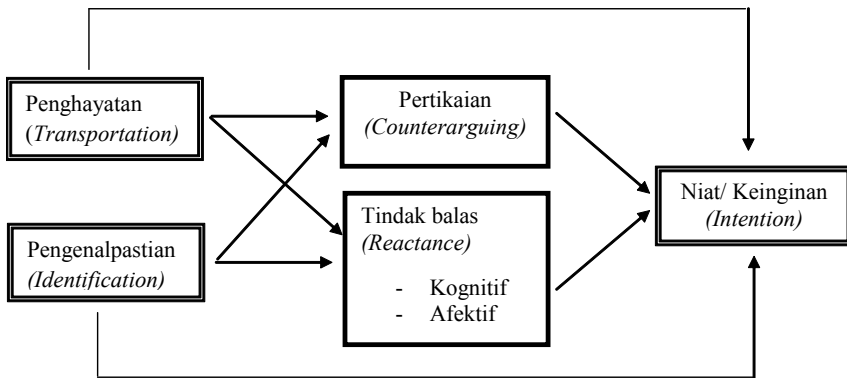 Penghayatan
(Transportation)
Pertikaian
(Counterarguing)
Niat/ Keinginan
(Intention)
Pengenalpastian
(Identification)
Tindak balas
(Reactance)
- Kognitif
- Afektif